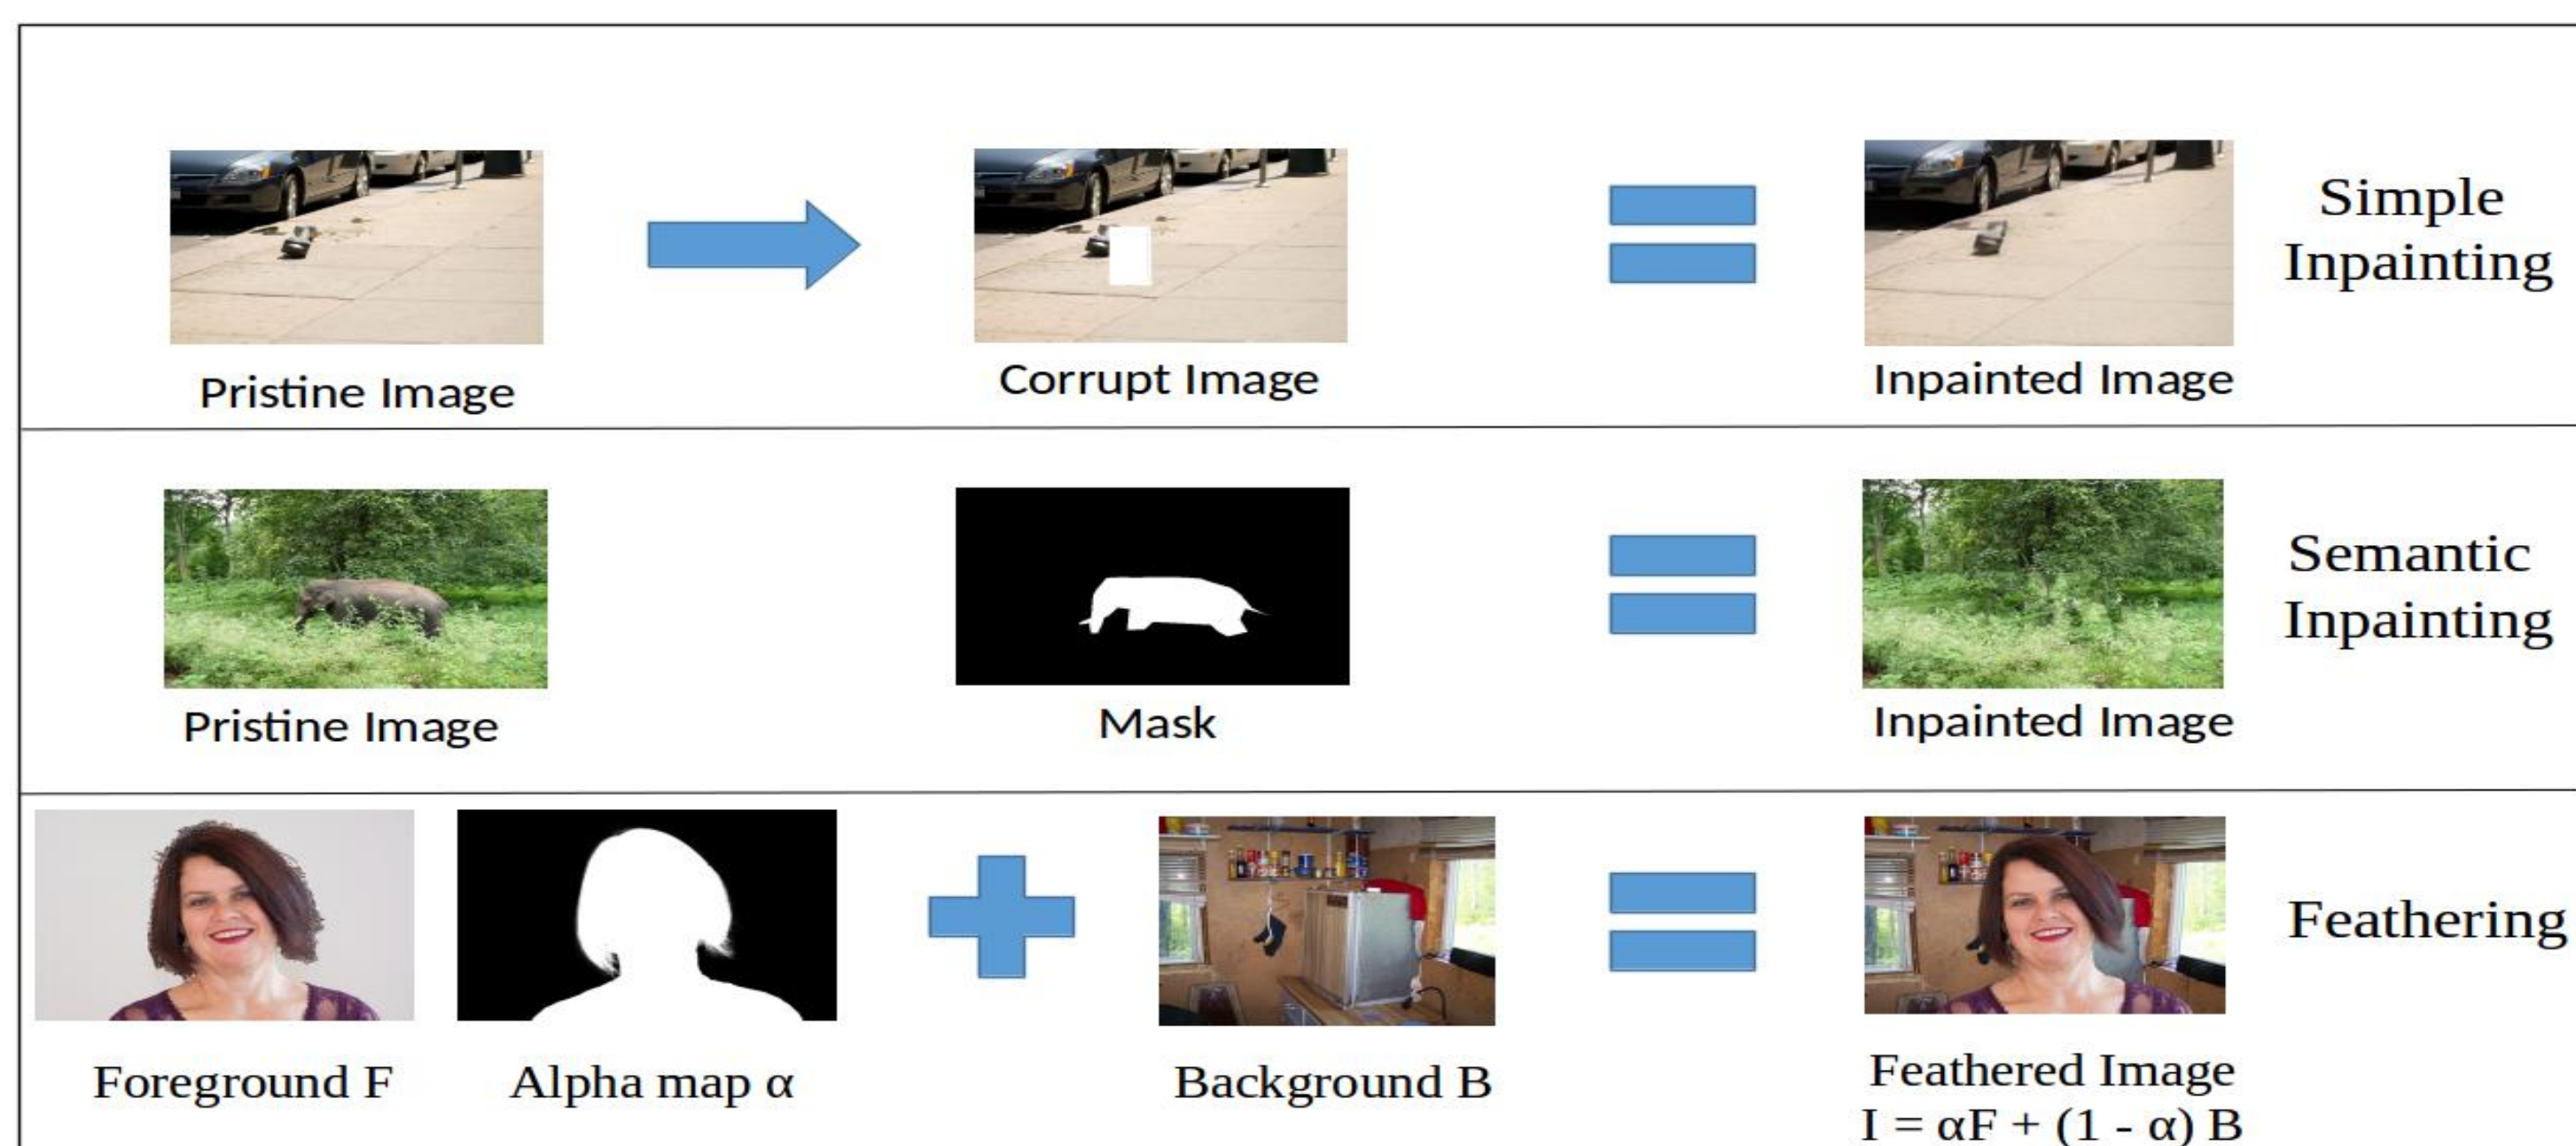 Simple
Inpainting
Pristine Image
Corrupt Image
Inpainted Image
Semantic
Inpainting
Pristine Image
Mask
Inpainted Image
Feathering
Foreground F
Alpha map α
Background B
Feathered Image
I = αF + (1 - α) B